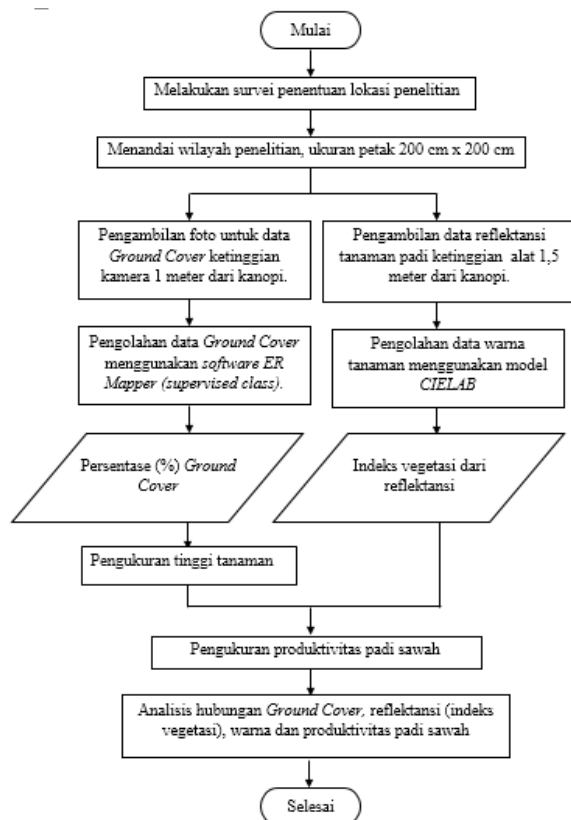 Mulai
Melakukan survei penentuan lokasi penelitian
Menandai wilayah penelitian, ukuran petak 200 cm x 200 cm
Pengambilan foto untuk data
Ground Cover ketinggian
kamera 1 meter dari kanopi.
Pengambilan data reflektansi
tanaman padi ketinggian alat 1,5
meter dari kanopi.
Pengolahan data Ground Cover
menggunakan software ER
Mapper (supervised class).
Pengolahan data warna
tanaman menggunakan model
CIELAB
Persentase (%) Ground
Cover
Indeks vegetasi dari
reflektansi
Pengukuran tinggi tanaman
Pengukuran produktivitas padi sawah
Analisis hubungan Ground Cover, reflektansi (indeks
vegetasi), warna dan produktivitas padi sawah
Selesai